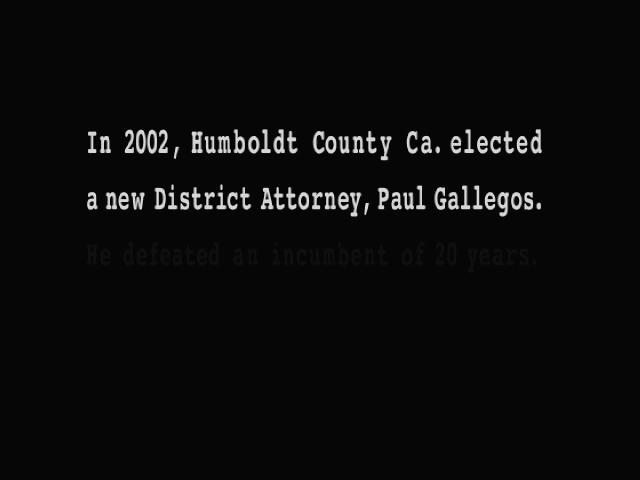 In 2002, Humboldt County Ca. elected
a new District Attorney, Paul Gallegos.
He defeated an incumbent of 20 years.